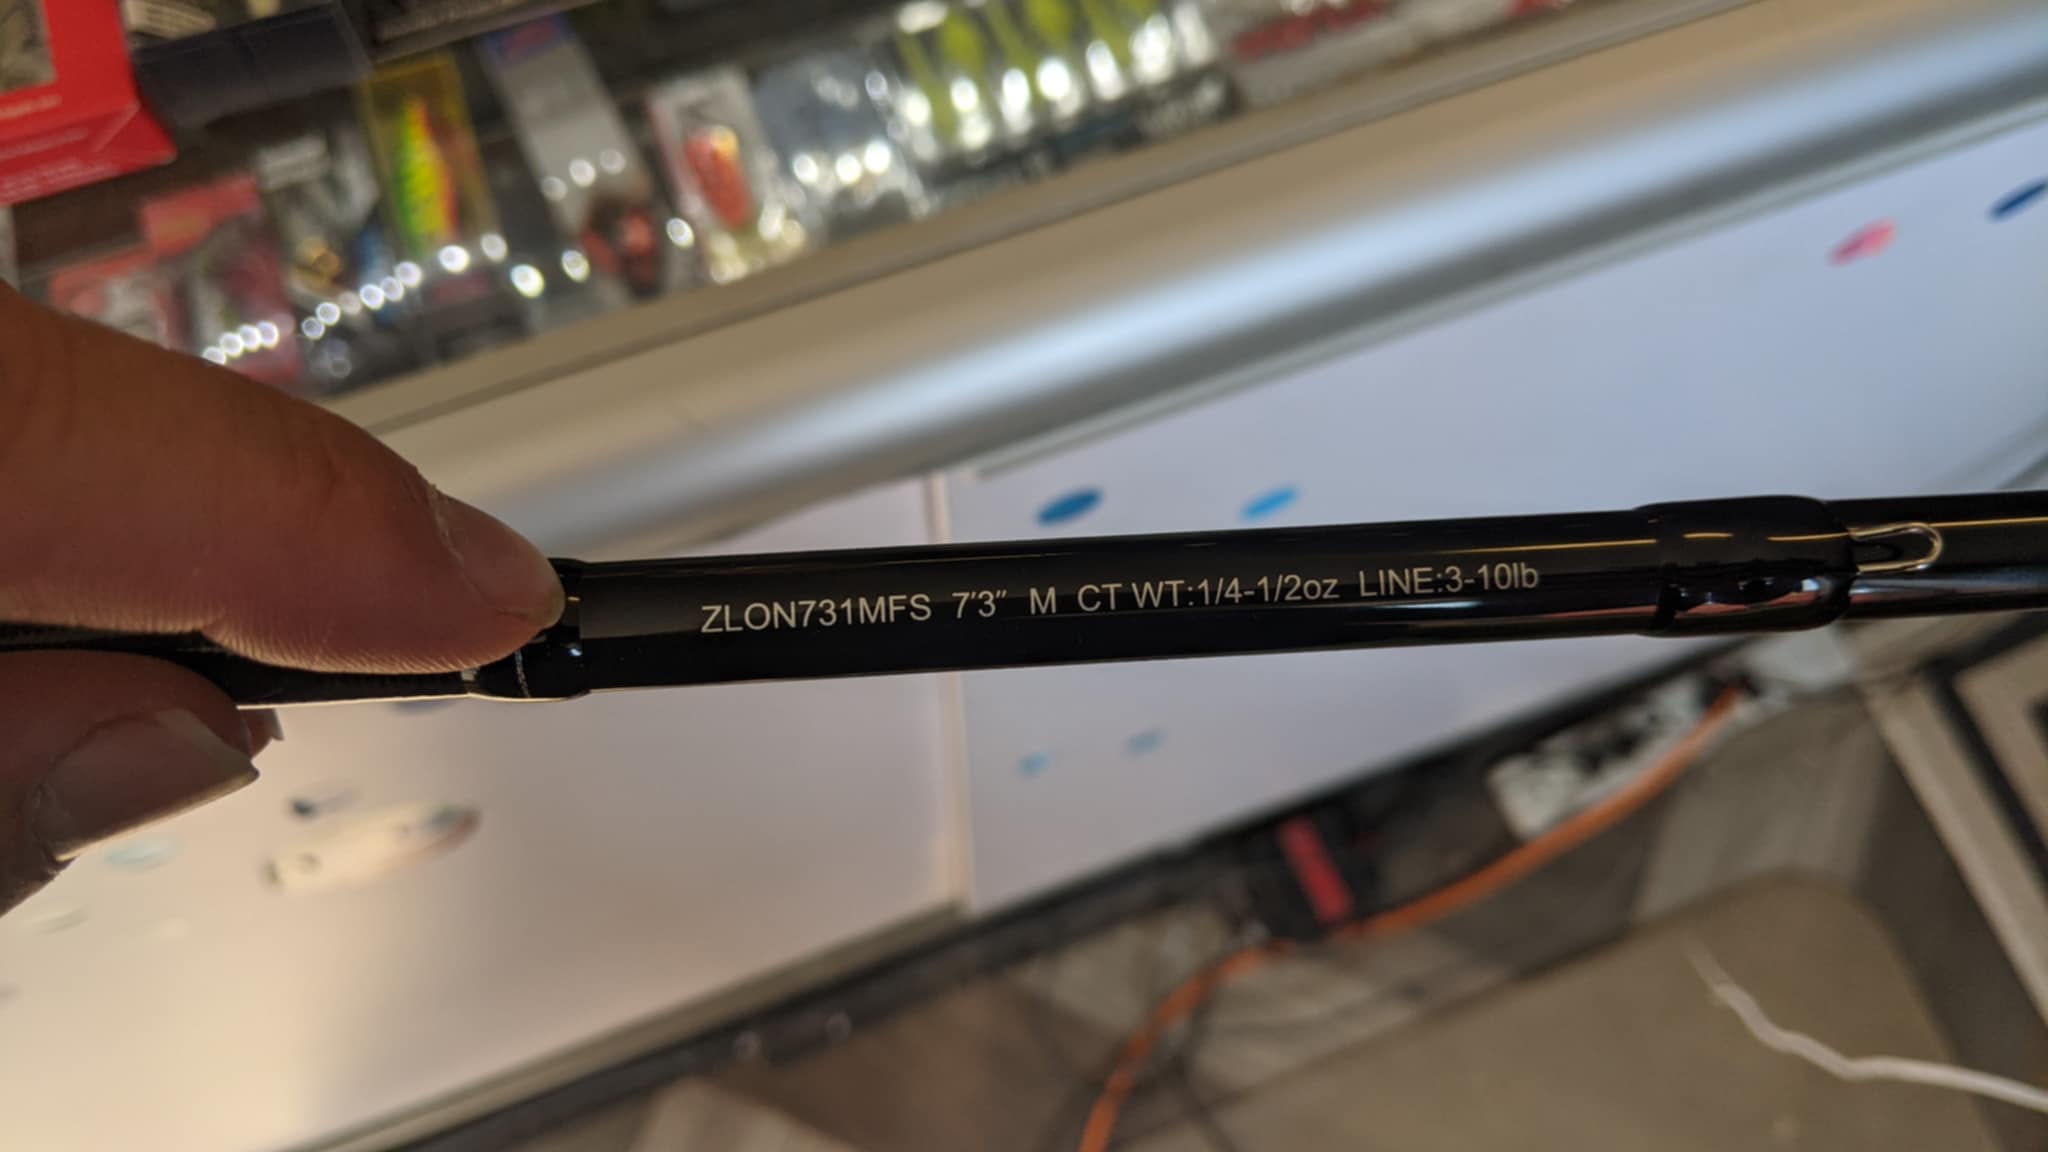 ZLON731MFS 7'3" M CT WT:1/4-1/2oz LINE:3-10lb